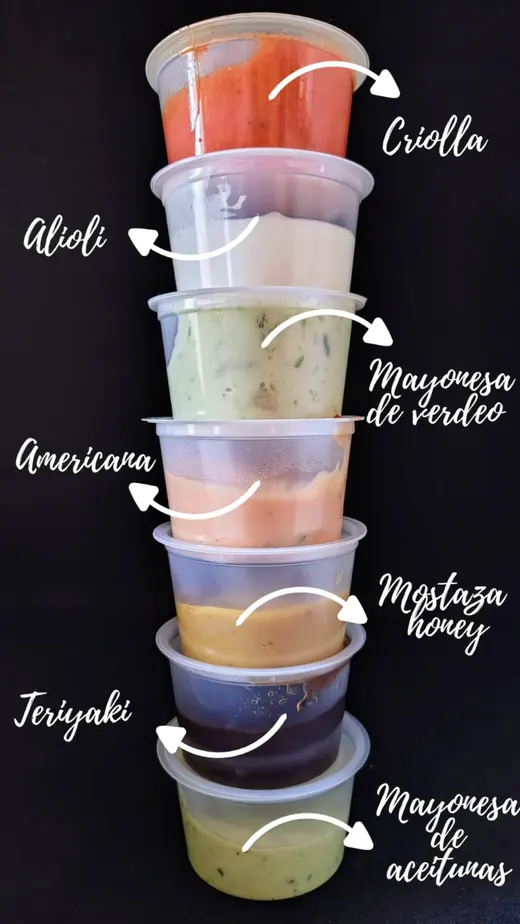 Criolla
Alioli
Mayonesa
de verdeo
Americana
Mostaza
honey
Teriyaki
Mayonesa
de
aceitunas